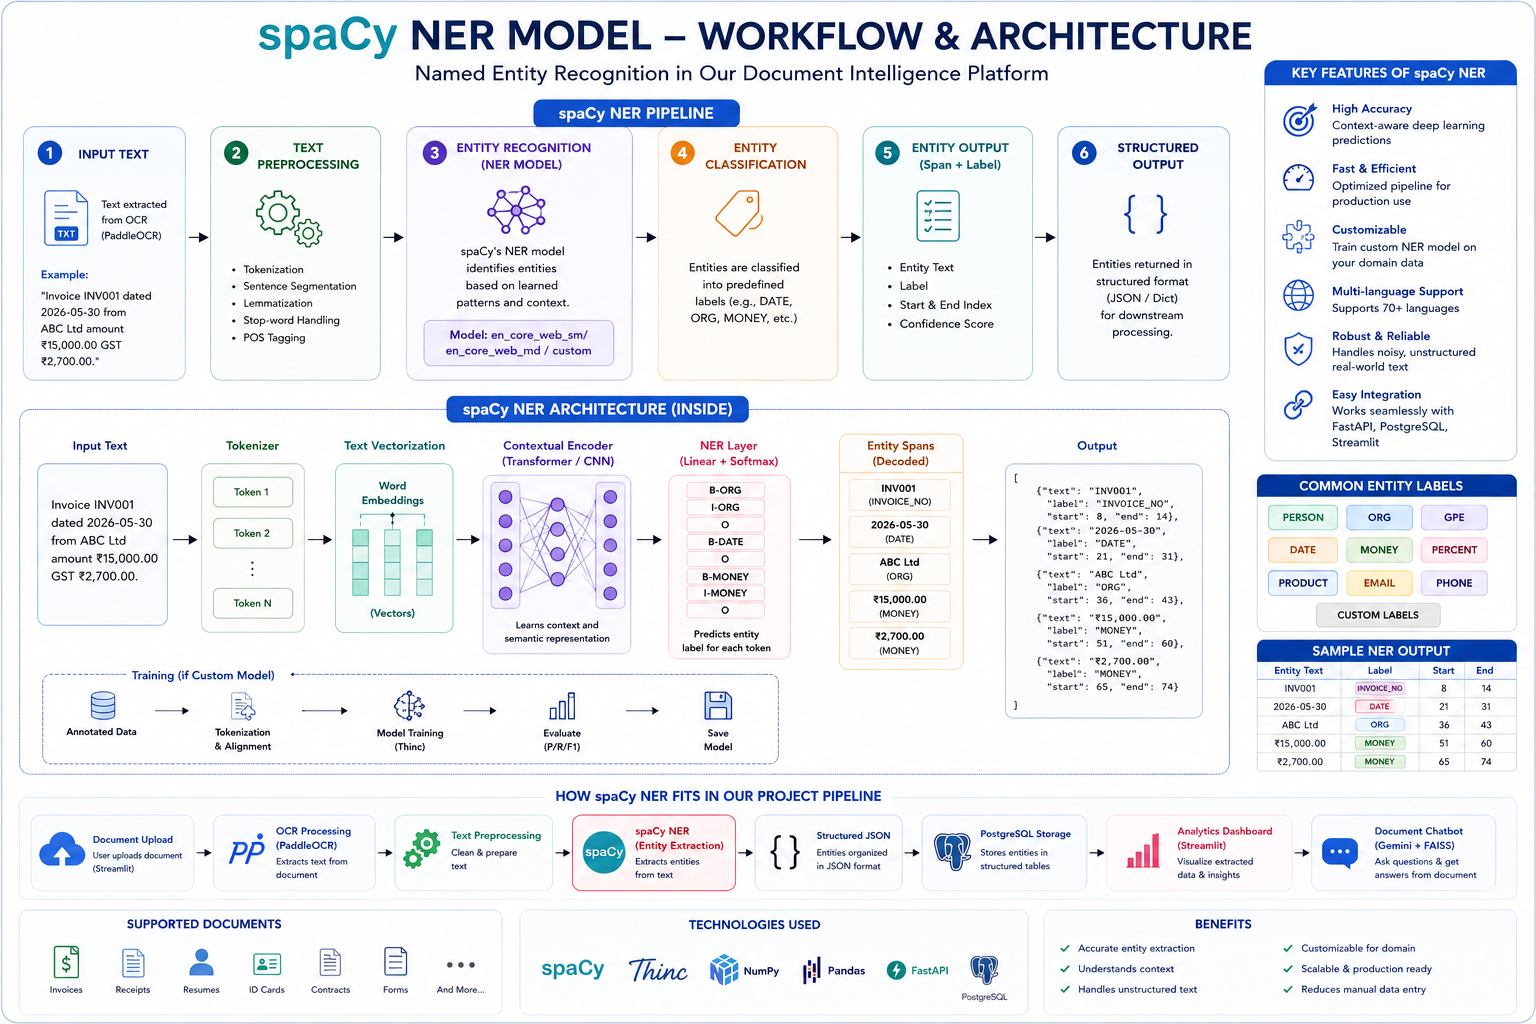 spaCy NER MODEL – WORKFLOW & ARCHITECTURE
Named Entity Recognition in Our Document Intelligence Platform
spaCy NER PIPELINE
1 INPUT TEXT
Text extracted
from OCR
(PaddleOCR)
TXT
Example:
"Invoice INV001 dated
2026-05-30 from
ABC Ltd amount
₹15,000.00 GST
₹2,700.00."
2 TEXT
PREPROCESSING
• Tokenization
• Sentence Segmentation
• Lemmatization
• Stop-word Handling
• POS Tagging
3 ENTITY RECOGNITION
(NER MODEL)
spaCy's NER model
identifies entities
based on learned
patterns and context.
Model: en_core_web_sm/
en_core_web_md / custom
4 ENTITY
CLASSIFICATION
Entities are classified
into predefined
labels (e.g., DATE,
ORG, MONEY, etc.)
5 ENTITY OUTPUT
(Span + Label)
• Entity Text
• Label
• Start & End Index
• Confidence Score
6 STRUCTURED
OUTPUT
{ }
Entities returned in
structured format
(JSON / Dict)
for downstream
processing.
KEY FEATURES OF spaCy NER
High Accuracy
Context-aware deep learning
predictions
Fast & Efficient
Optimized pipeline for
production use
Customizable
Train custom NER model on
your domain data
Multi-language Support
Supports 70+ languages
Robust & Reliable
Handles noisy, unstructured
real-world text
Easy Integration
Works seamlessly with
FastAPI, PostgreSQL,
Streamlit
spaCy NER ARCHITECTURE (INSIDE)
Input Text
Invoice INV001
dated 2026-05-30
from ABC Ltd
amount ₹15,000.00
GST ₹2,700.00.
Tokenizer
Token 1
Token 2
⋮
Token N
Text Vectorization
Word
Embeddings
(Vectors)
Contextual Encoder
(Transformer / CNN)
Learns context and
semantic representation
NER Layer
(Linear + Softmax)
B-ORG
I-ORG
O
B-DATE
O
B-MONEY
I-MONEY
O
Predicts entity
label for each token
Entity Spans
(Decoded)
INV001
(INVOICE_NO)
2026-05-30
(DATE)
ABC Ltd
(ORG)
₹15,000.00
(MONEY)
₹2,700.00
(MONEY)
Output
[
{"text": "INV001",
"label": "INVOICE_NO",
"start": 8, "end": 14},
{"text": "2026-05-30",
"label": "DATE",
"start": 21, "end": 31},
{"text": "ABC Ltd",
"label": "ORG",
"start": 36, "end": 43},
{"text": "₹15,000.00",
"label": "MONEY",
"start": 51, "end": 60},
{"text": "₹2,700.00",
"label": "MONEY",
"start": 65, "end": 74}
]
Training (if Custom Model)
Annotated Data
Tokenization
& Alignment
Model Training
(Thinc)
Evaluate
(P/R/F1)
Save
Model
COMMON ENTITY LABELS
PERSON ORG GPE
DATE MONEY PERCENT
PRODUCT EMAIL PHONE
CUSTOM LABELS
SAMPLE NER OUTPUT
Entity Text Label Start End
INV001 INVOICE_NO 8 14
2026-05-30 DATE 21 31
ABC Ltd ORG 36 43
₹15,000.00 MONEY 51 60
₹2,700.00 MONEY 65 74
HOW spaCy NER FITS IN OUR PROJECT PIPELINE
Document Upload
User uploads document
(Streamlit)
PP
OCR Processing
(PaddleOCR)
Extracts text from
document
Text Preprocessing
Clean & prepare
text
spaCy
spaCy NER
(Entity Extraction)
Extracts entities
from text
{ }
Structured JSON
Entities organized
in JSON format
PostgreSQL Storage
Stores entities in
structured tables
Analytics Dashboard
(Streamlit)
Visualize extracted
data & insights
Document Chatbot
(Gemini + FAISS)
Ask questions & get
answers from document
SUPPORTED DOCUMENTS
$
Invoices
Receipts
Resumes
ID Cards
Contracts
Forms
And More...
TECHNOLOGIES USED
spaCy
Thinc
NumPy
Pandas
FastAPI
PostgreSQL
BENEFITS
✓ Accurate entity extraction
✓ Understands context
✓ Handles unstructured text
✓ Customizable for domain
✓ Scalable & production ready
✓ Reduces manual data entry